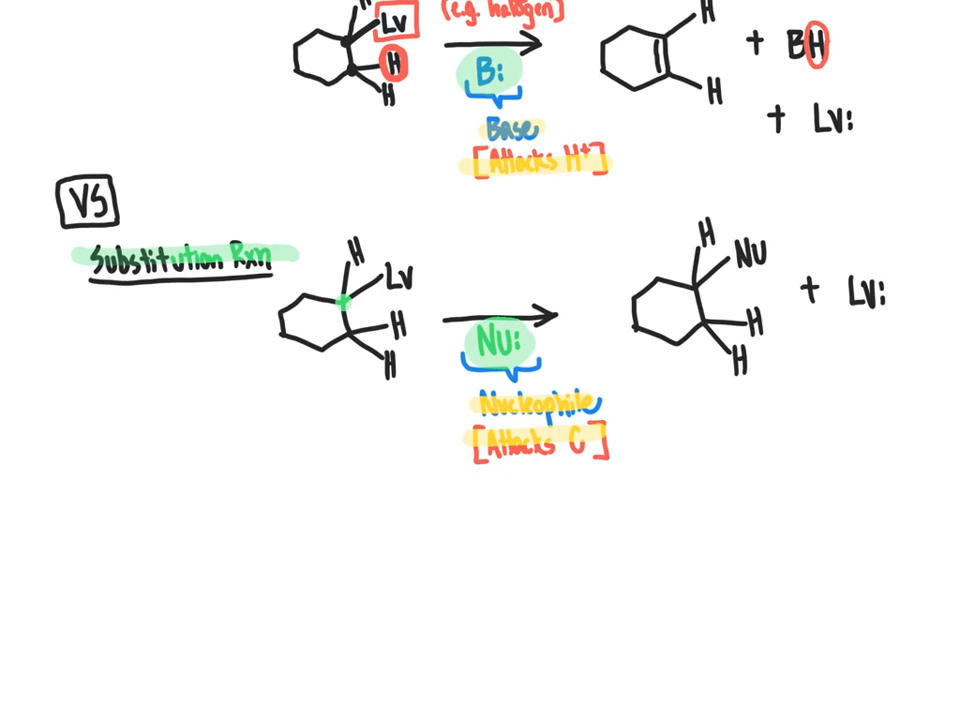 H
Lv
(e.g. halogen)
H
H
B:
Base
[Attacks H⁺]
H
H
+ BH
+ Lv:
VS
Substitution Rxn
H
Lv
H
H
Nu:
Nucleophile
[Attacks C]
H
Nu
H
H
+ Lv: